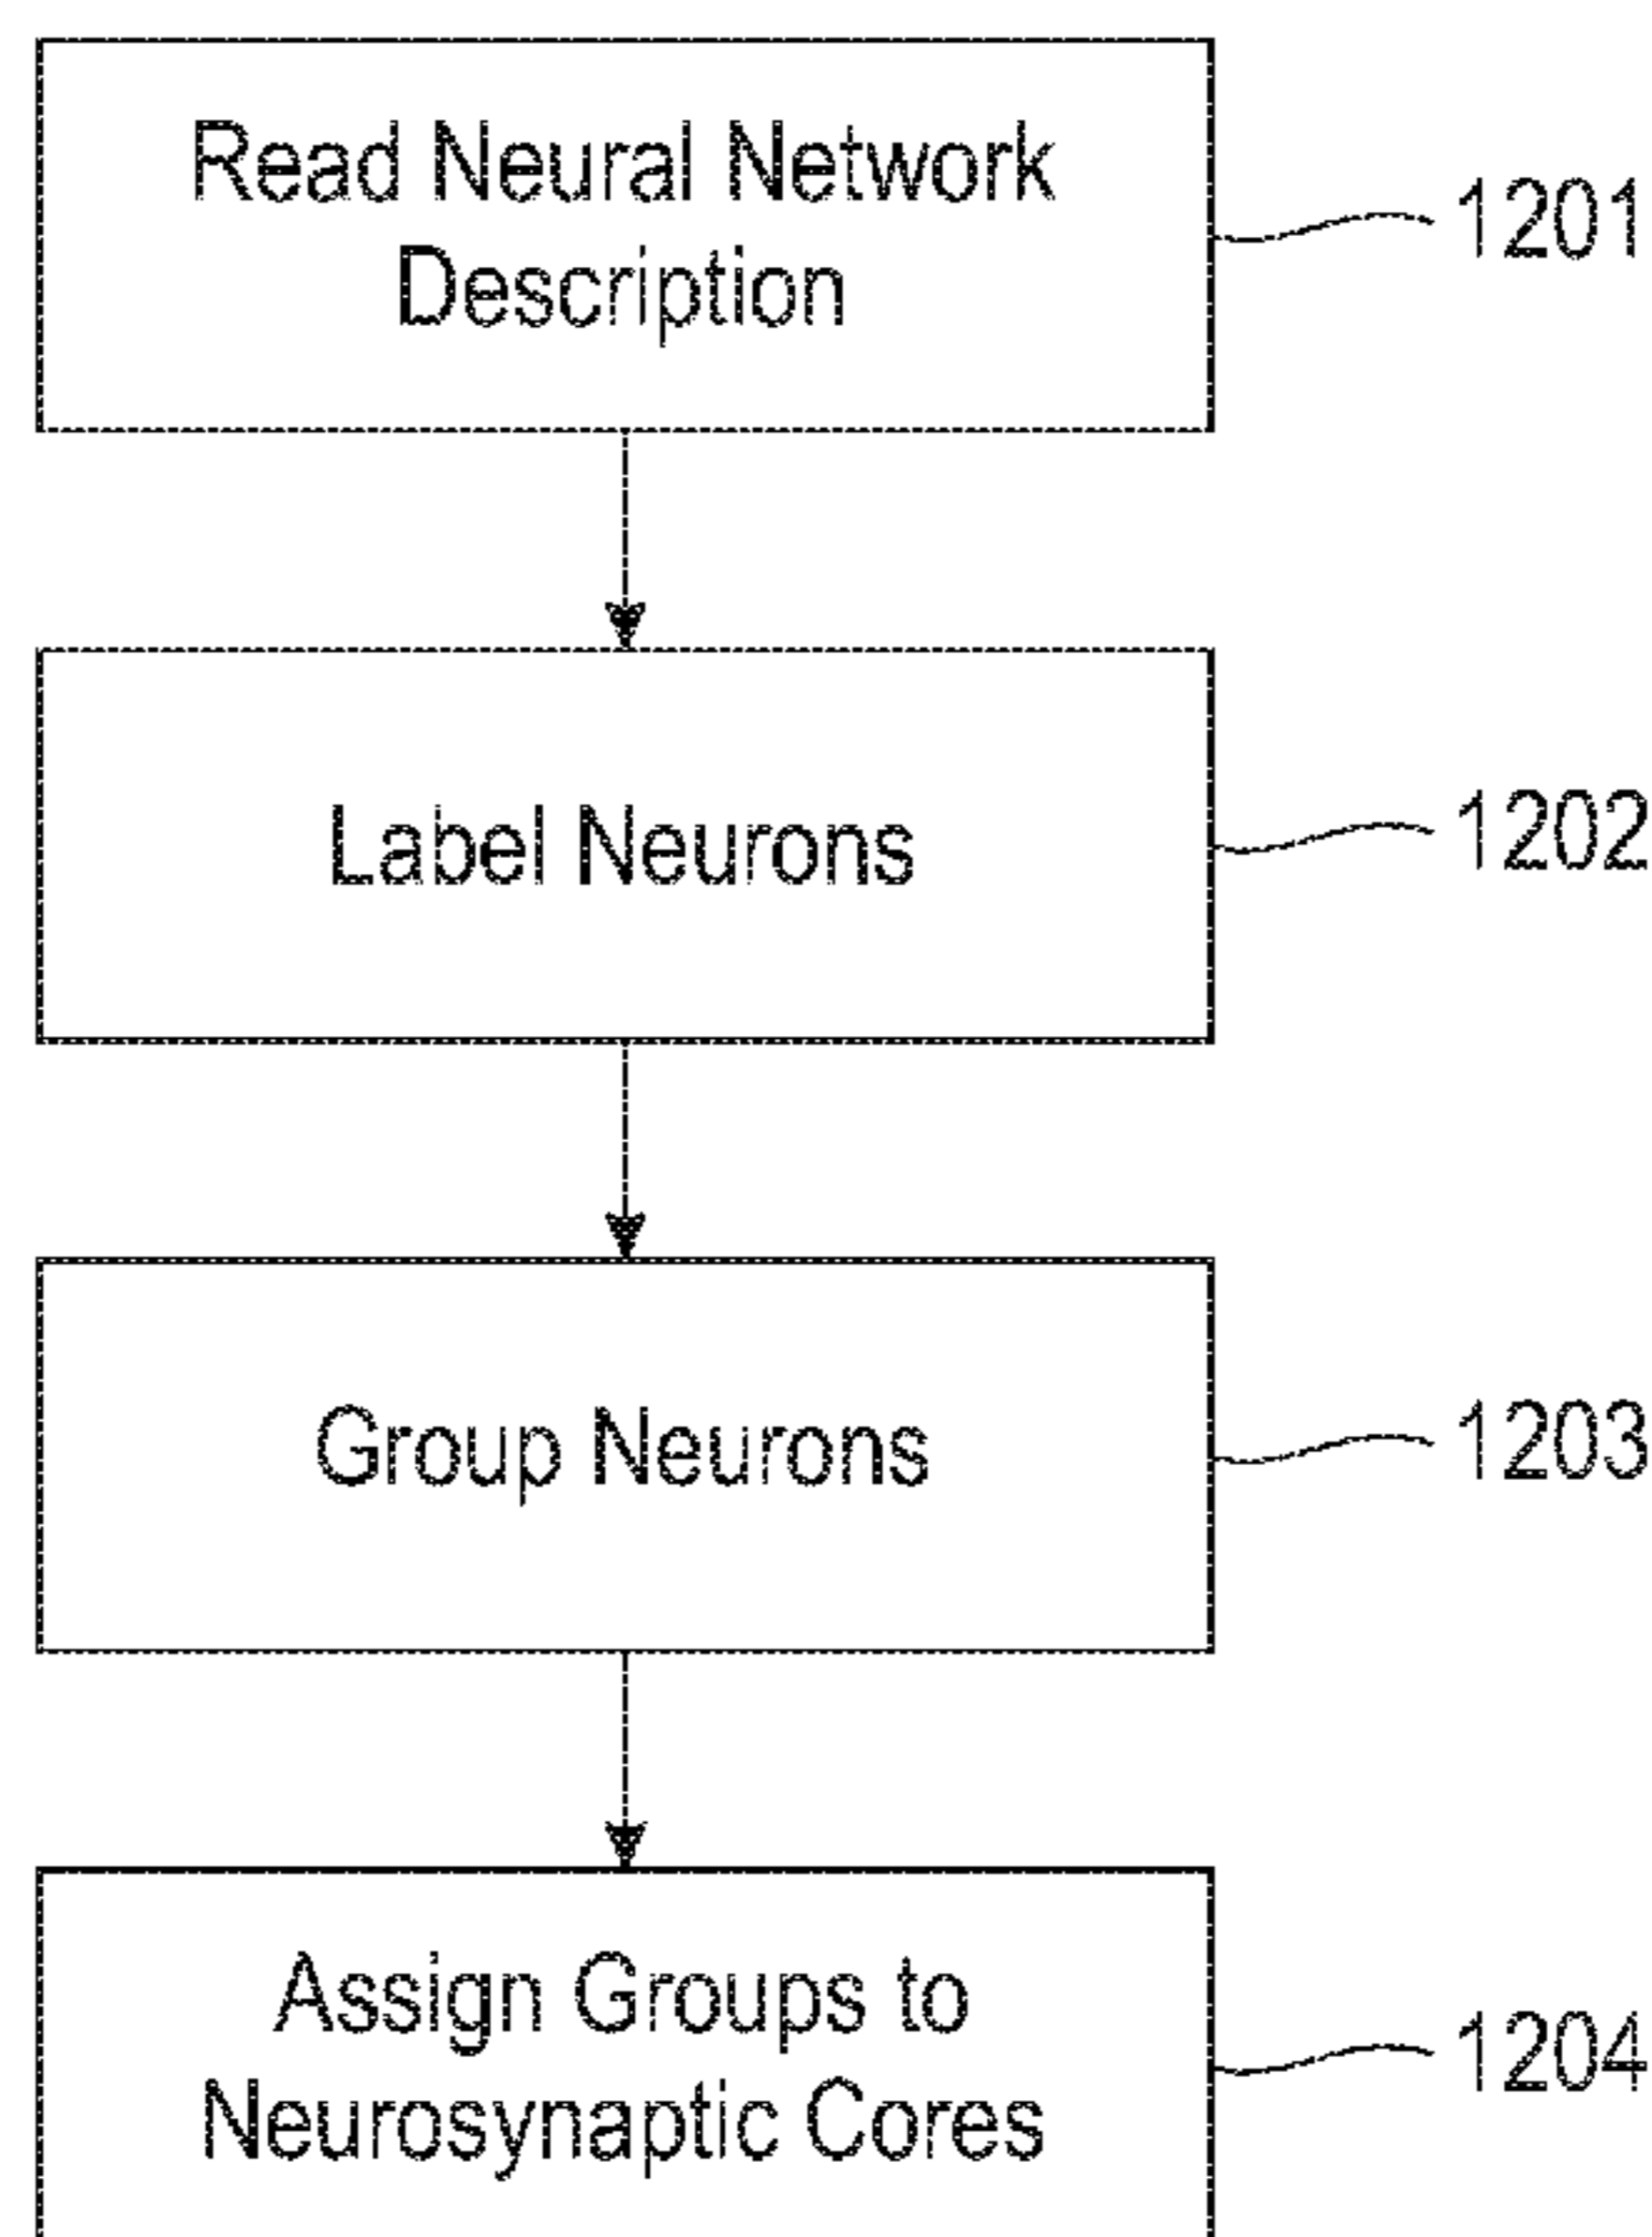 Read Neural Network
Description
1201
Label Neurons
1202
Group Neurons
1203
Assign Groups to
Neurosynaptic Cores
1204